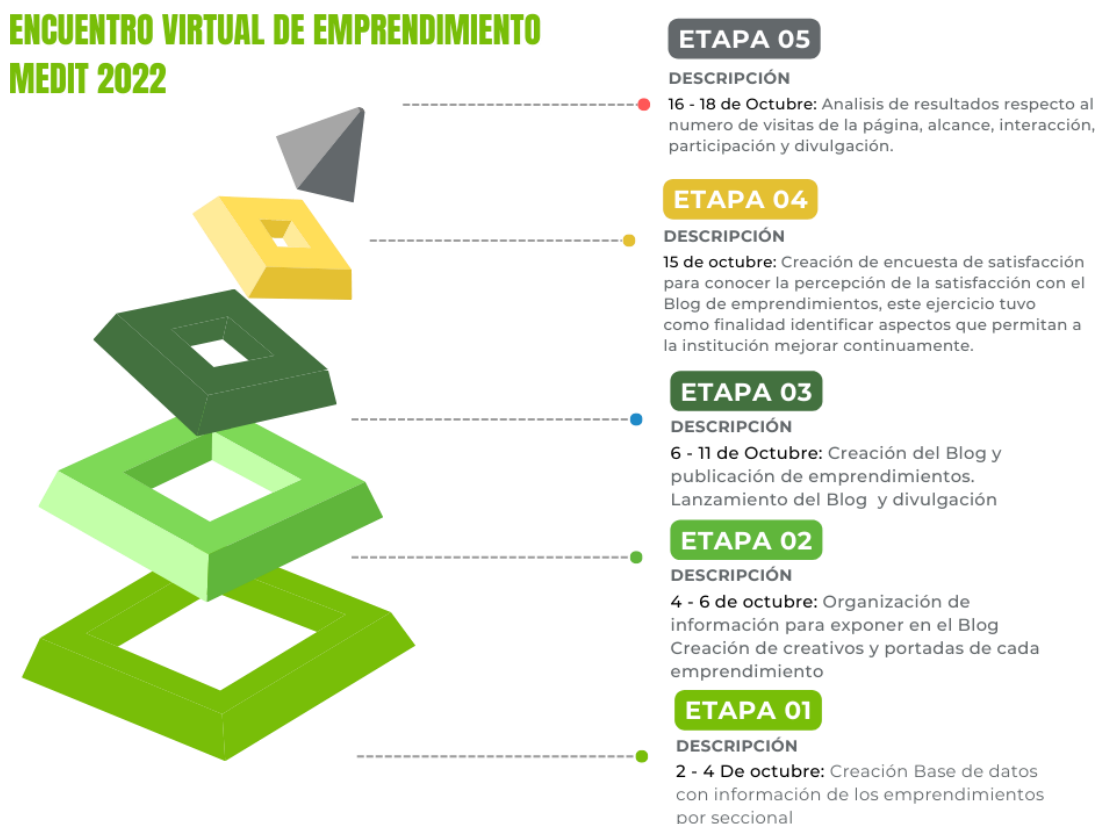 ENCUENTRO VIRTUAL DE EMPRENDIMIENTO
MEDIT 2022
ETAPA 05
DESCRIPCIÓN
16 - 18 de Octubre: Analisis de resultados respecto al
numero de visitas de la página, alcance, interacción,
participación y divulgación.
ETAPA 04
DESCRIPCIÓN
15 de octubre: Creación de encuesta de satisfacción
para conocer la percepción de la satisfacción con el
Blog de emprendimientos, este ejercicio tuvo
como finalidad identificar aspectos que permitan a
la institución mejorar continuamente.
ETAPA 03
DESCRIPCIÓN
6 - 11 de Octubre: Creación del Blog y
publicación de emprendimientos.
Lanzamiento del Blog y divulgación
ETAPA 02
DESCRIPCIÓN
4 - 6 de octubre: Organización de
información para exponer en el Blog
Creación de creativos y portadas de cada
emprendimiento
ETAPA 01
DESCRIPCIÓN
2 - 4 De octubre: Creación Base de datos
con información de los emprendimientos
por seccional